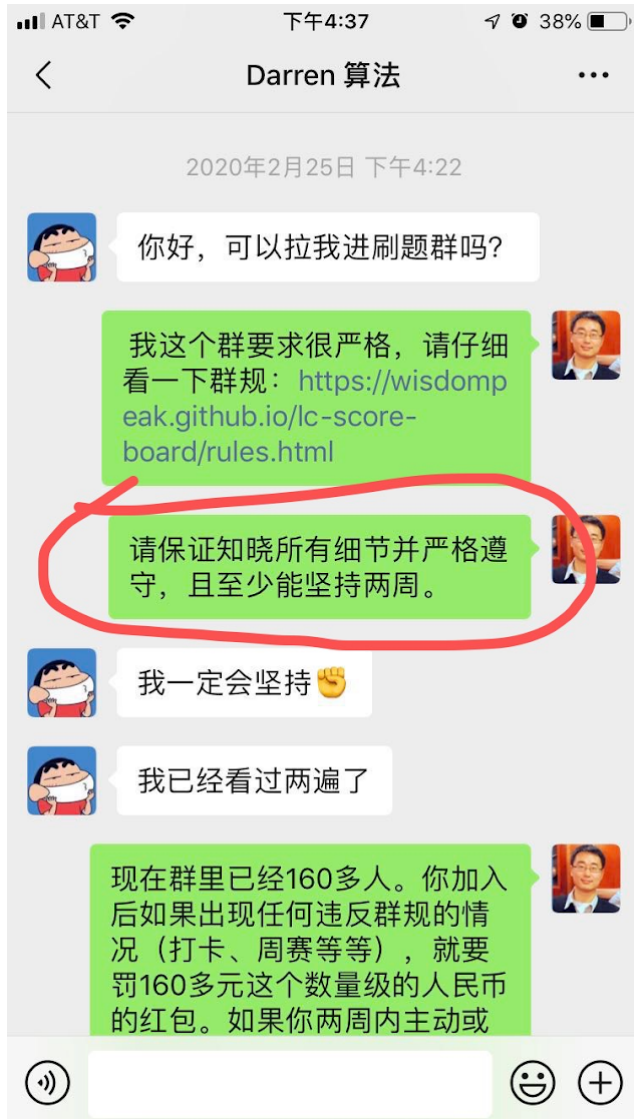 AT&T 下午4:37 38%
Darren 算法
2020年2月25日 下午4:22
你好，可以拉我进刷题群吗？
我这个群要求很严格，请仔细
看一下群规：https://wisdomp
eak.github.io/lc-score-
board/rules.html
请保证知晓所有细节并严格遵
守，且至少能坚持两周。
我一定会坚持✊
我已经看过两遍了
现在群里已经160多人。你加入
后如果出现任何违反群规的情
况（打卡、周赛等等），就要
罚160多元这个数量级的人民币
的红包。如果你两周内主动或